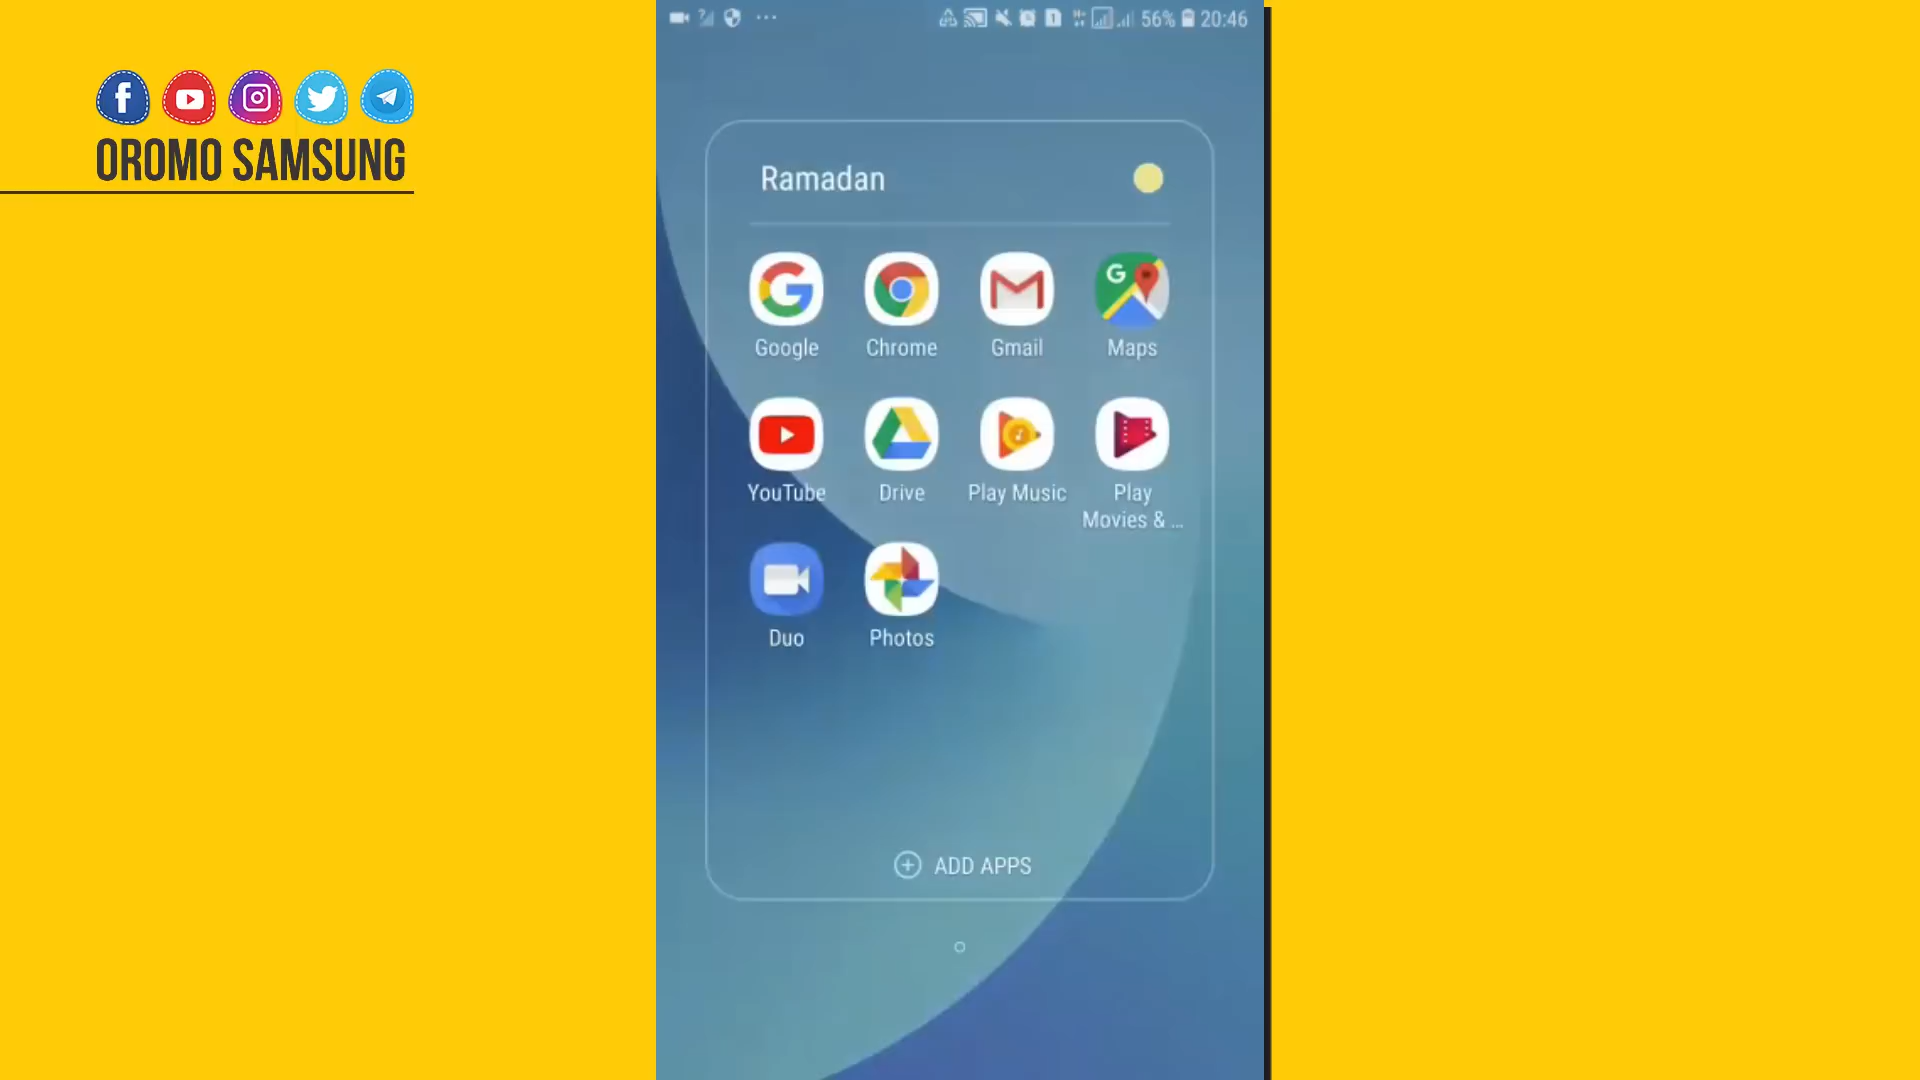 56% 20:46
OROMO SAMSUNG
Ramadan
Google Chrome Gmail Maps
YouTube Drive Play Music Play
Movies & ...
Duo Photos
ADD APPS